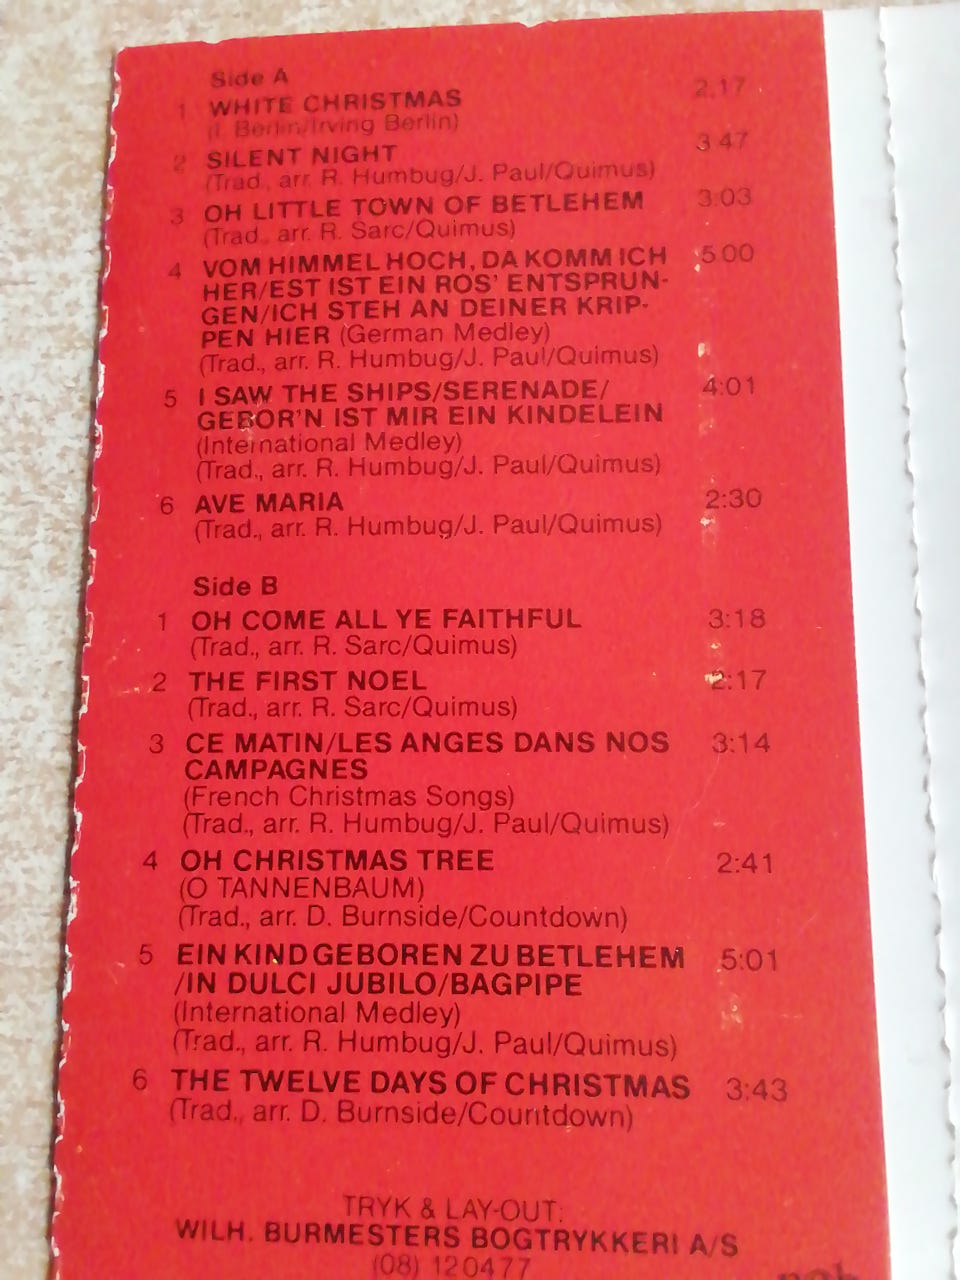 Side A
1 WHITE CHRISTMAS 2.17
(I. Berlin/Irving Berlin)
2 SILENT NIGHT 3 47
(Trad., arr. R. Humbug/J. Paul/Quimus)
3 OH LITTLE TOWN OF BETLEHEM 3:03
(Trad., arr. R. Sarc/Quimus)
4 VOM HIMMEL HOCH, DA KOMM ICH 5 00
HER/EST IST EIN ROS' ENTSPRUN-
GEN/ICH STEH AN DEINER KRIP-
PEN HIER (German Medley)
(Trad., arr. R. Humbug/J. Paul/Quimus)
5 I SAW THE SHIPS/SERENADE/ 4:01
GEBOR'N IST MIR EIN KINDELEIN
(International Medley)
(Trad., arr. R. Humbug/J. Paul/Quimus)
6 AVE MARIA 2:30
(Trad., arr. R. Humbug/J. Paul/Quimus)
Side B
1 OH COME ALL YE FAITHFUL 3:18
(Trad., arr. R. Sarc/Quimus)
2 THE FIRST NOEL 2:17
(Trad., arr. R. Sarc/Quimus)
3 CE MATIN/LES ANGES DANS NOS 3:14
CAMPAGNES
(French Christmas Songs)
(Trad., arr. R. Humbug/J. Paul/Quimus)
4 OH CHRISTMAS TREE 2:41
(O TANNENBAUM)
(Trad., arr. D. Burnside/Countdown)
5 EIN KIND GEBOREN ZU BETLEHEM 5:01
/IN DULCI JUBILO/BAGPIPE
(International Medley)
(Trad., arr. R. Humbug/J. Paul/Quimus)
6 THE TWELVE DAYS OF CHRISTMAS 3:43
(Trad., arr. D. Burnside/Countdown)
TRYK & LAY-OUT:
WILH. BURMESTERS BOGTRYKKERI A/S
(08) 120477